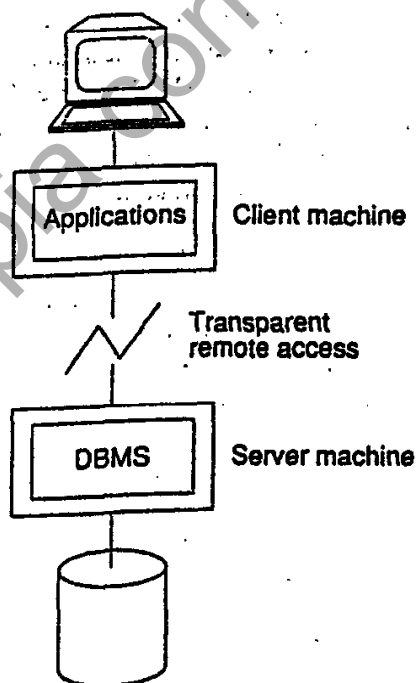 Applications
Client machine
Transparent
remote access
DBMS
Server machine